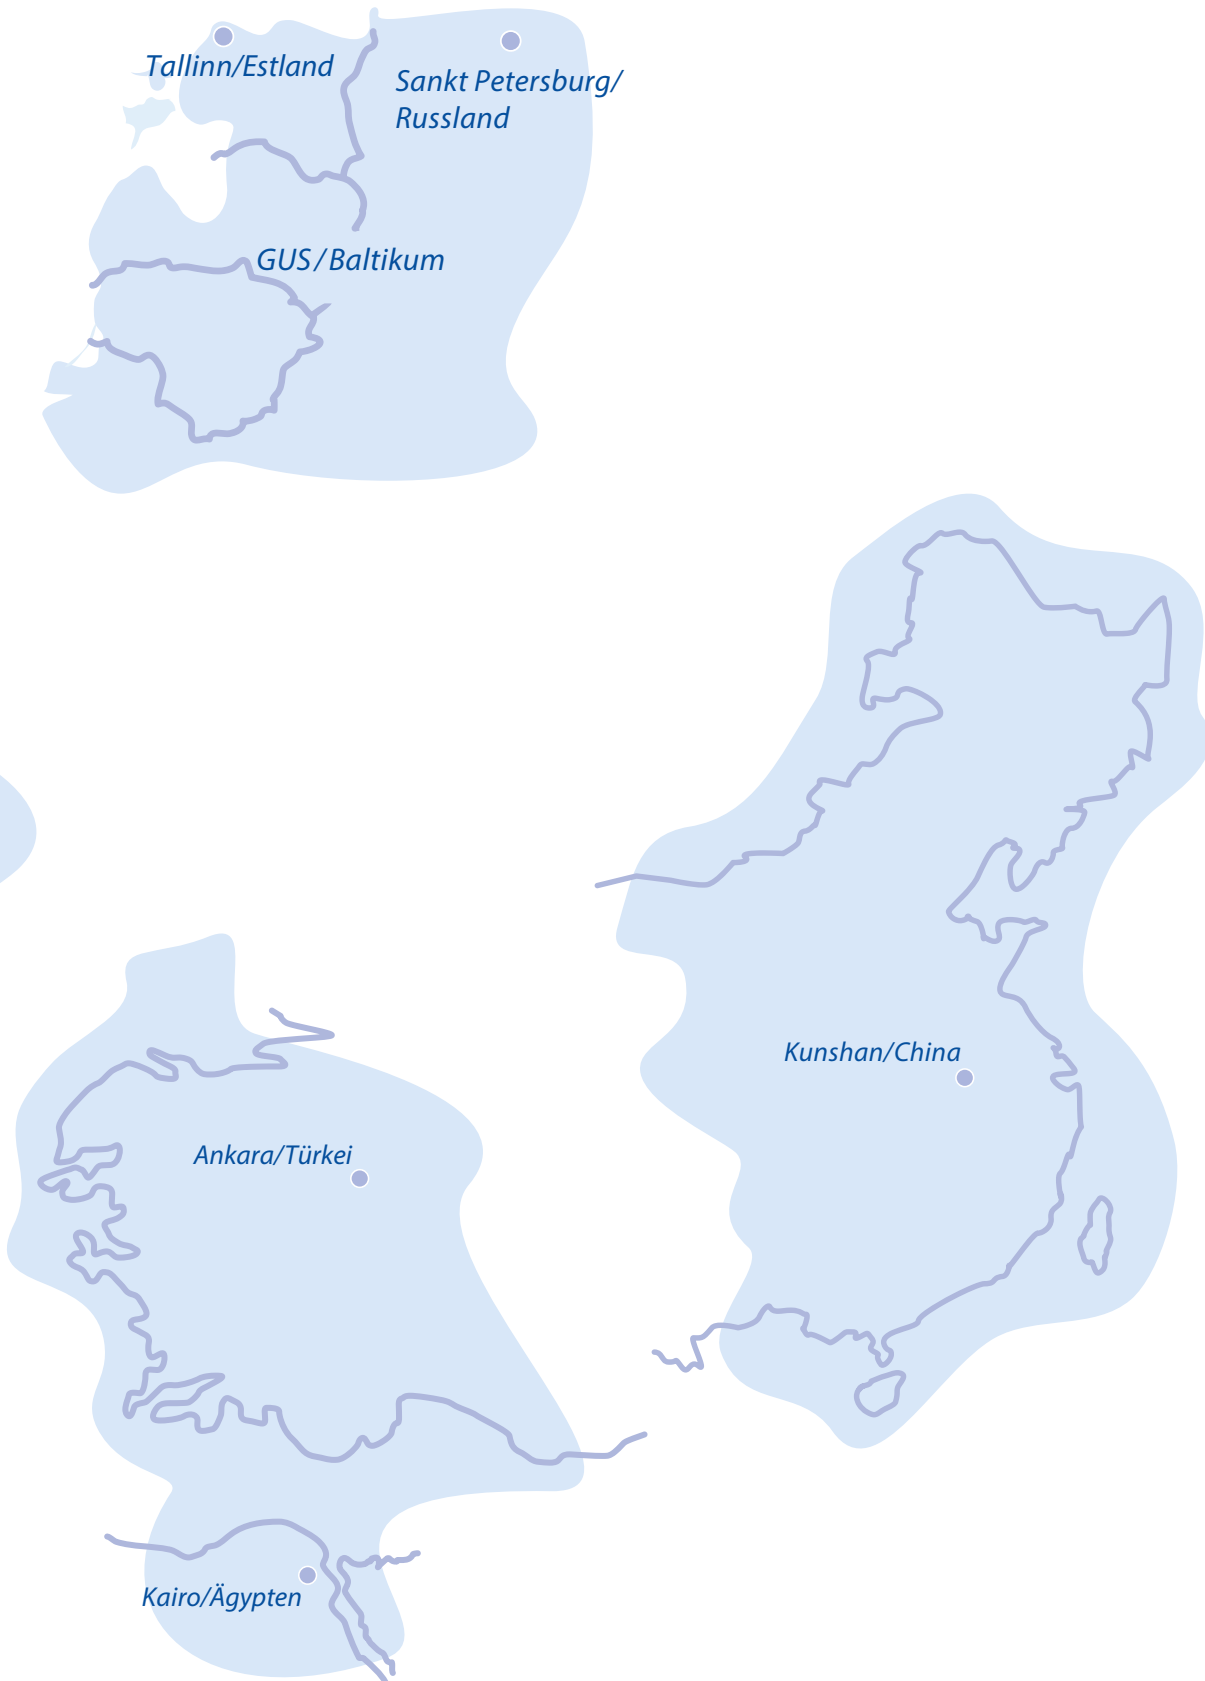 Tallinn/Estland
Sankt Petersburg/
Russland
GUS/Baltikum
Kunshan/China
Ankara/Türkei
Kairo/Ägypten